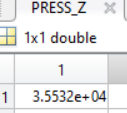 PRESS_Z
1x1 double
1
1 3.5532e+04